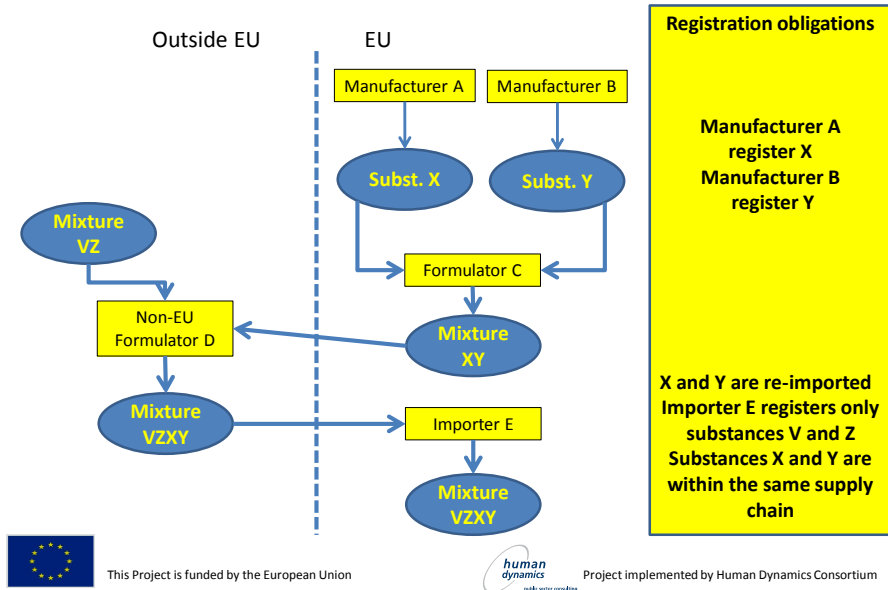 Outside EU
EU
Registration obligations
Manufacturer A
Manufacturer B
Manufacturer A
register X
Manufacturer B
register Y
Subst. X
Subst. Y
Mixture
VZ
Formulator C
Non-EU
Formulator D
Mixture
XY
X and Y are re-imported
Importer E registers only
substances V and Z
Substances X and Y are
within the same supply
chain
Mixture
VZXY
Importer E
Mixture
VZXY
This Project is funded by the European Union
human
dynamics
public sector consulting
Project implemented by Human Dynamics Consortium